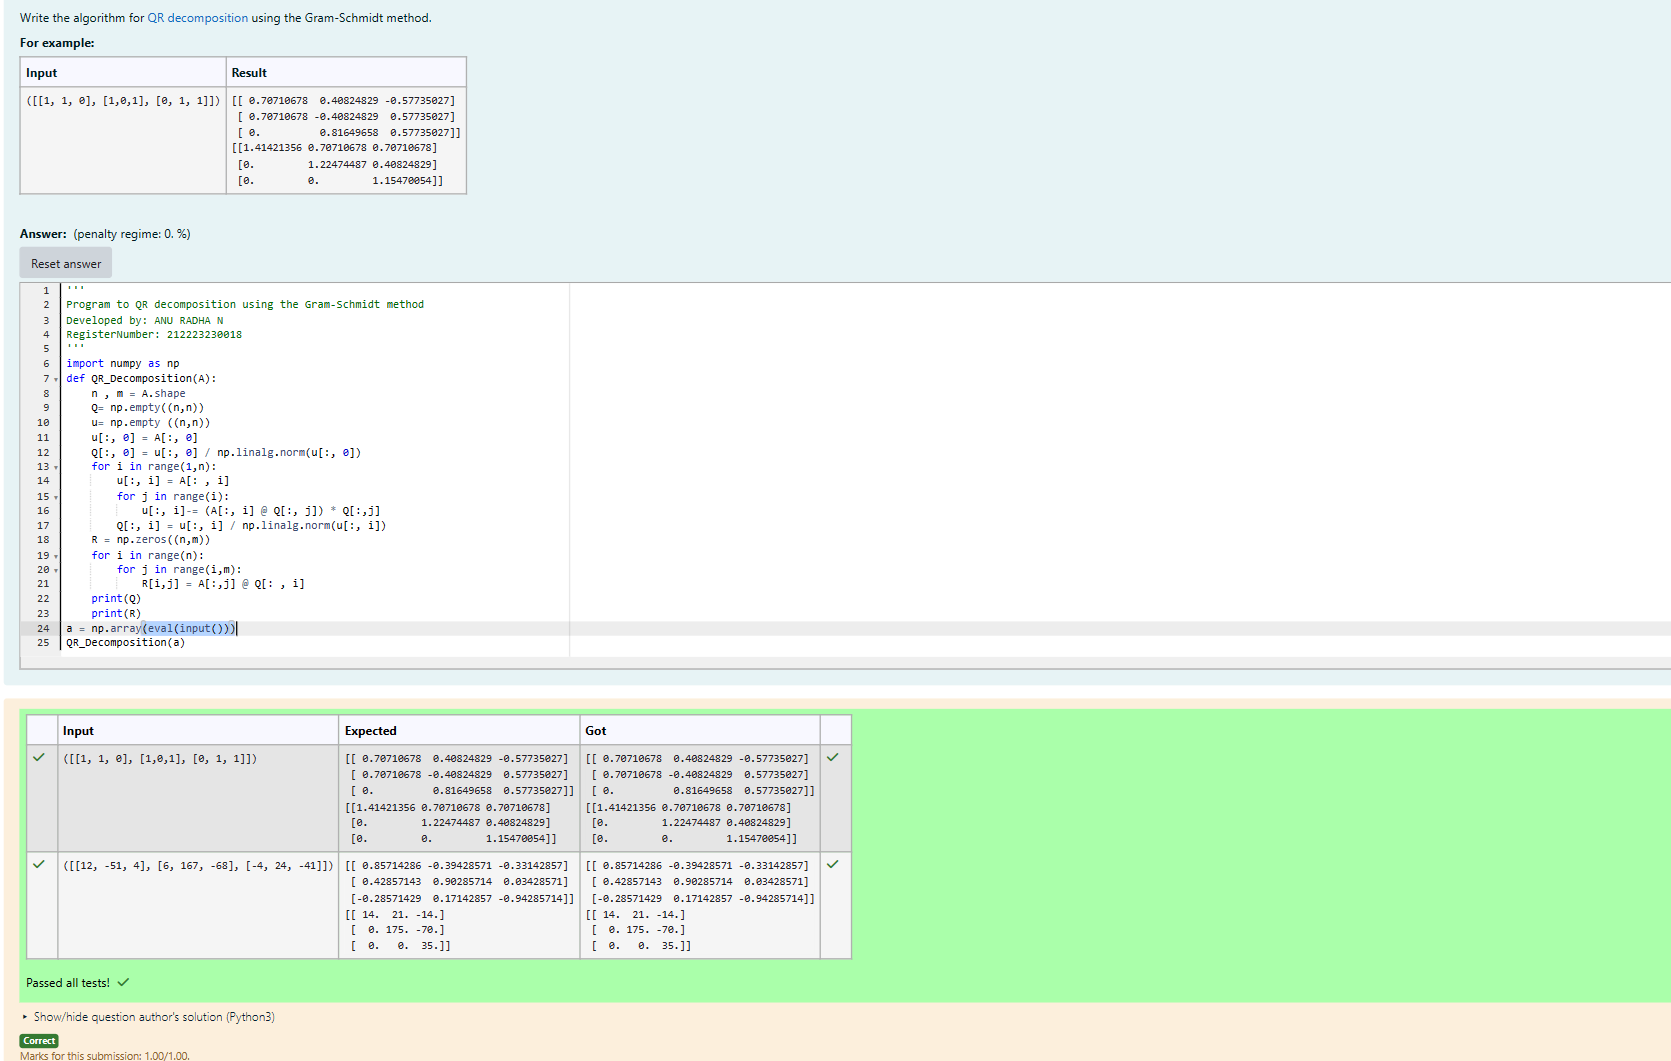 Write the algorithm for QR decomposition using the Gram-Schmidt method.
For example:
Input Result
([[1, 1, 0], [1,0,1], [0, 1, 1]]) [[ 0.70710678  0.40824829 -0.57735027]
[ 0.70710678 -0.40824829  0.57735027]
[ 0.          0.81649658  0.57735027]]
[[1.41421356 0.70710678 0.70710678]
[0.         1.22474487 0.40824829]
[0.         0.         1.15470054]]
Answer: (penalty regime: 0. %)
Reset answer
1 '''
2 Program to QR decomposition using the Gram-Schmidt method
3 Developed by: ANU RADHA N
4 RegisterNumber: 212223230018
5 '''
6 import numpy as np
7 def QR_Decomposition(A):
8     n , m = A.shape
9     Q= np.empty((n,n))
10     u= np.empty ((n,n))
11     u[:, 0] = A[:, 0]
12     Q[:, 0] = u[:, 0] / np.linalg.norm(u[:, 0])
13     for i in range(1,n):
14         u[:, i] = A[: , i]
15         for j in range(i):
16             u[:, i]-= (A[:, i] @ Q[:, j]) * Q[:,j]
17         Q[:, i] = u[:, i] / np.linalg.norm(u[:, i])
18     R = np.zeros((n,m))
19     for i in range(n):
20         for j in range(i,m):
21             R[i,j] = A[:,j] @ Q[: , i]
22     print(Q)
23     print(R)
24 a = np.array(eval(input()))
25 QR_Decomposition(a)
Input Expected Got
([[1, 1, 0], [1,0,1], [0, 1, 1]]) [[ 0.70710678  0.40824829 -0.57735027] [[ 0.70710678  0.40824829 -0.57735027]
[ 0.70710678 -0.40824829  0.57735027] [ 0.70710678 -0.40824829  0.57735027]
[ 0.          0.81649658  0.57735027]] [ 0.          0.81649658  0.57735027]]
[[1.41421356 0.70710678 0.70710678] [[1.41421356 0.70710678 0.70710678]
[0.         1.22474487 0.40824829] [0.         1.22474487 0.40824829]
[0.         0.         1.15470054]] [0.         0.         1.15470054]]
([[12, -51, 4], [6, 167, -68], [-4, 24, -41]]) [[ 0.85714286 -0.39428571 -0.33142857] [[ 0.85714286 -0.39428571 -0.33142857]
[ 0.42857143  0.90285714  0.03428571] [ 0.42857143  0.90285714  0.03428571]
[-0.28571429  0.17142857 -0.94285714]] [-0.28571429  0.17142857 -0.94285714]]
[[ 14.  21. -14.] [[ 14.  21. -14.]
[  0. 175. -70.] [  0. 175. -70.]
[  0.   0.  35.]] [  0.   0.  35.]]
Passed all tests!
Show/hide question author's solution (Python3)
Correct
Marks for this submission: 1.00/1.00.